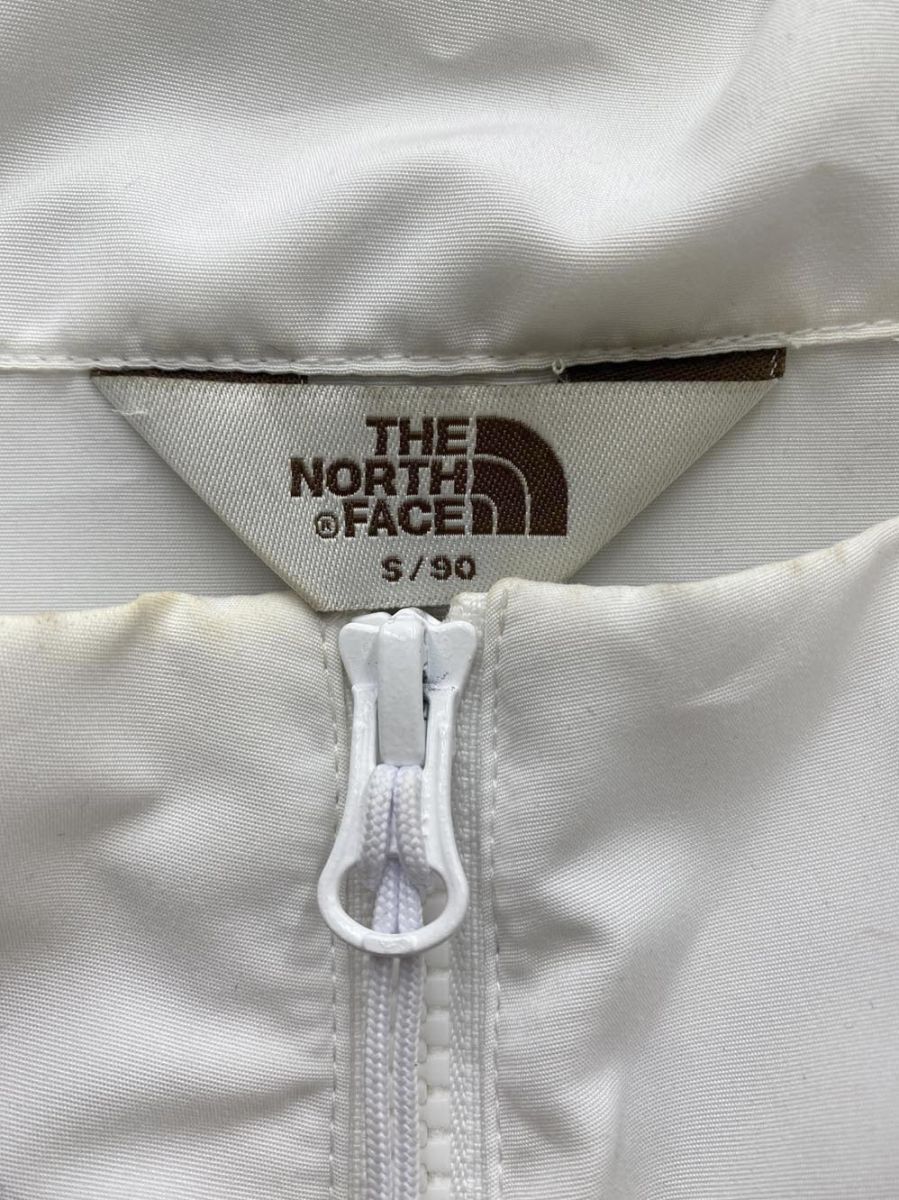 THE
NORTH
® FACE
S/90